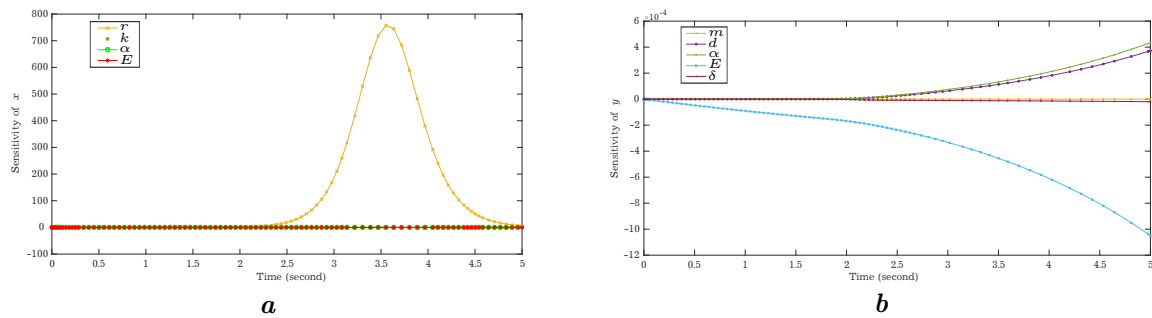 800
700
600
500
400
300
200
100
0
-100
Sensitivity of x
r
k
α
E
0 0.5 1 1.5 2 2.5 3 3.5 4 4.5 5
Time (second)
a
×10⁻⁴
6
4
2
0
−2
−4
−6
−8
−10
−12
Sensitivity of y
m
d
α
E
δ
0 0.5 1 1.5 2 2.5 3 3.5 4 4.5 5
Time (second)
b